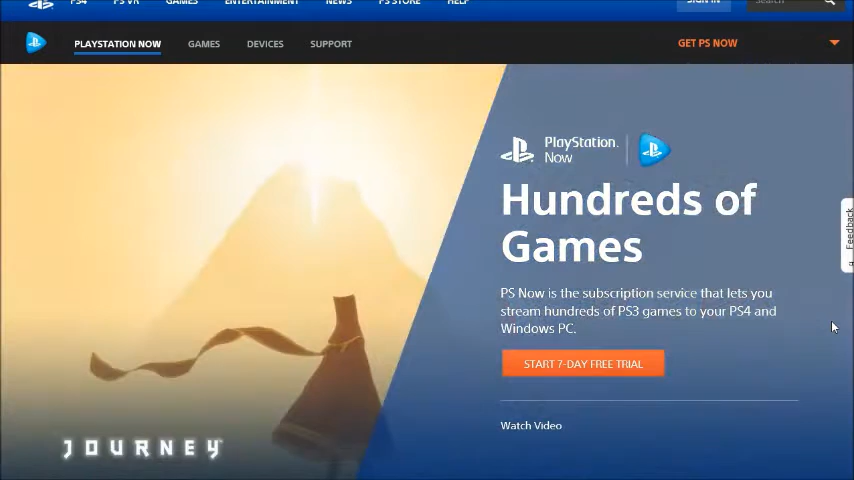 PS4 PS VR GAMES ENTERTAINMENT NEWS PS STORE HELP SIGN IN Search
PLAYSTATION NOW GAMES DEVICES SUPPORT GET PS NOW
PlayStation.
Now
Hundreds of
Games
PS Now is the subscription service that lets you
stream hundreds of PS3 games to your PS4 and
Windows PC.
START 7-DAY FREE TRIAL
Watch Video
JOURNEY
Feedback